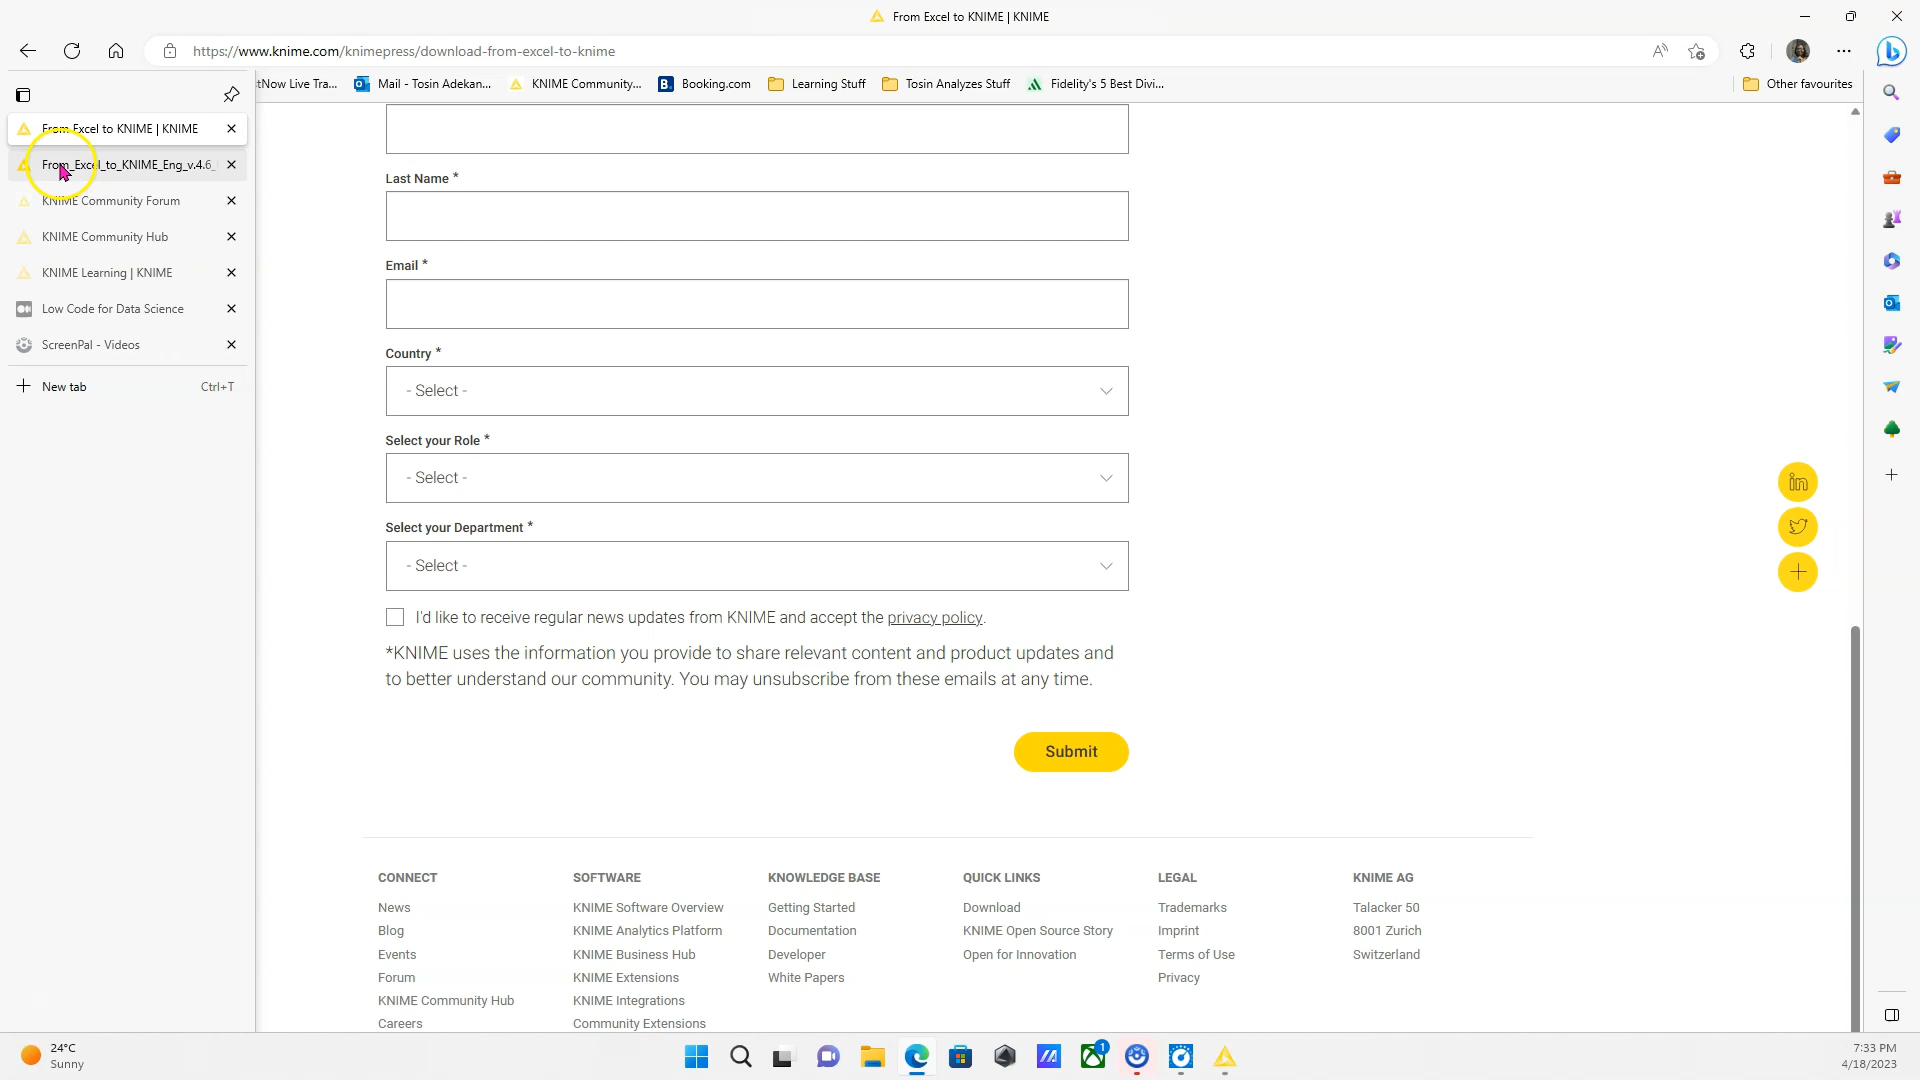 From Excel to KNIME | KNIME
https://www.knime.com/knimepress/download-from-excel-to-knime
tNow Live Tra...
Mail - Tosin Adekan...
KNIME Community...
Booking.com
Learning Stuff
Tosin Analyzes Stuff
Fidelity's 5 Best Divi...
Other favourites
From Excel to KNIME | KNIME
From_Excel_to_KNIME_Eng_v.4.6_
KNIME Community Forum
KNIME Community Hub
KNIME Learning | KNIME
Low Code for Data Science
ScreenPal - Videos
New tab Ctrl+T
Last Name *
Email *
Country *
- Select -
Select your Role *
- Select -
Select your Department *
- Select -
I'd like to receive regular news updates from KNIME and accept the privacy policy.
*KNIME uses the information you provide to share relevant content and product updates and
to better understand our community. You may unsubscribe from these emails at any time.
Submit
CONNECT
News
Blog
Events
Forum
KNIME Community Hub
Careers
SOFTWARE
KNIME Software Overview
KNIME Analytics Platform
KNIME Business Hub
KNIME Extensions
KNIME Integrations
Community Extensions
KNOWLEDGE BASE
Getting Started
Documentation
Developer
White Papers
QUICK LINKS
Download
KNIME Open Source Story
Open for Innovation
LEGAL
Trademarks
Imprint
Terms of Use
Privacy
KNIME AG
Talacker 50
8001 Zurich
Switzerland
24°C
Sunny
1
7:33 PM
4/18/2023